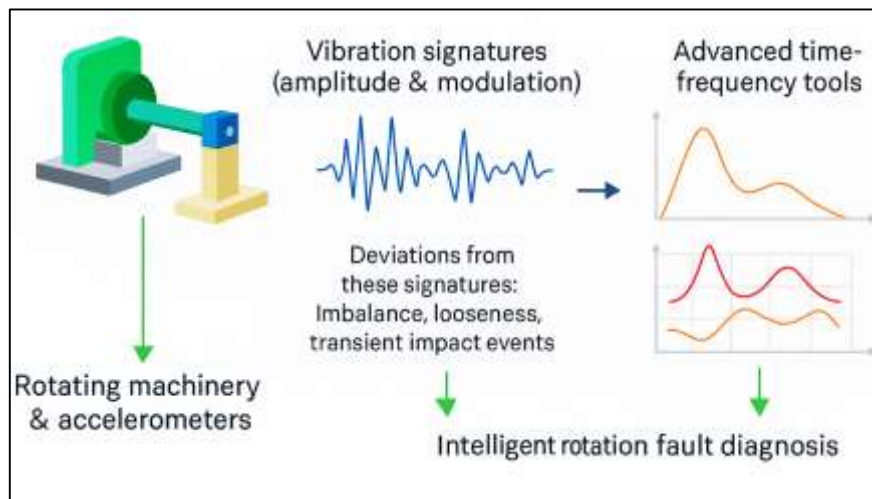 Vibration signatures
(amplitude & modulation)
Advanced time-
frequency tools
Deviations from
these signatures:
Imbalance, looseness,
transient impact events
Rotating machinery
& accelerometers
Intelligent rotation fault diagnosis